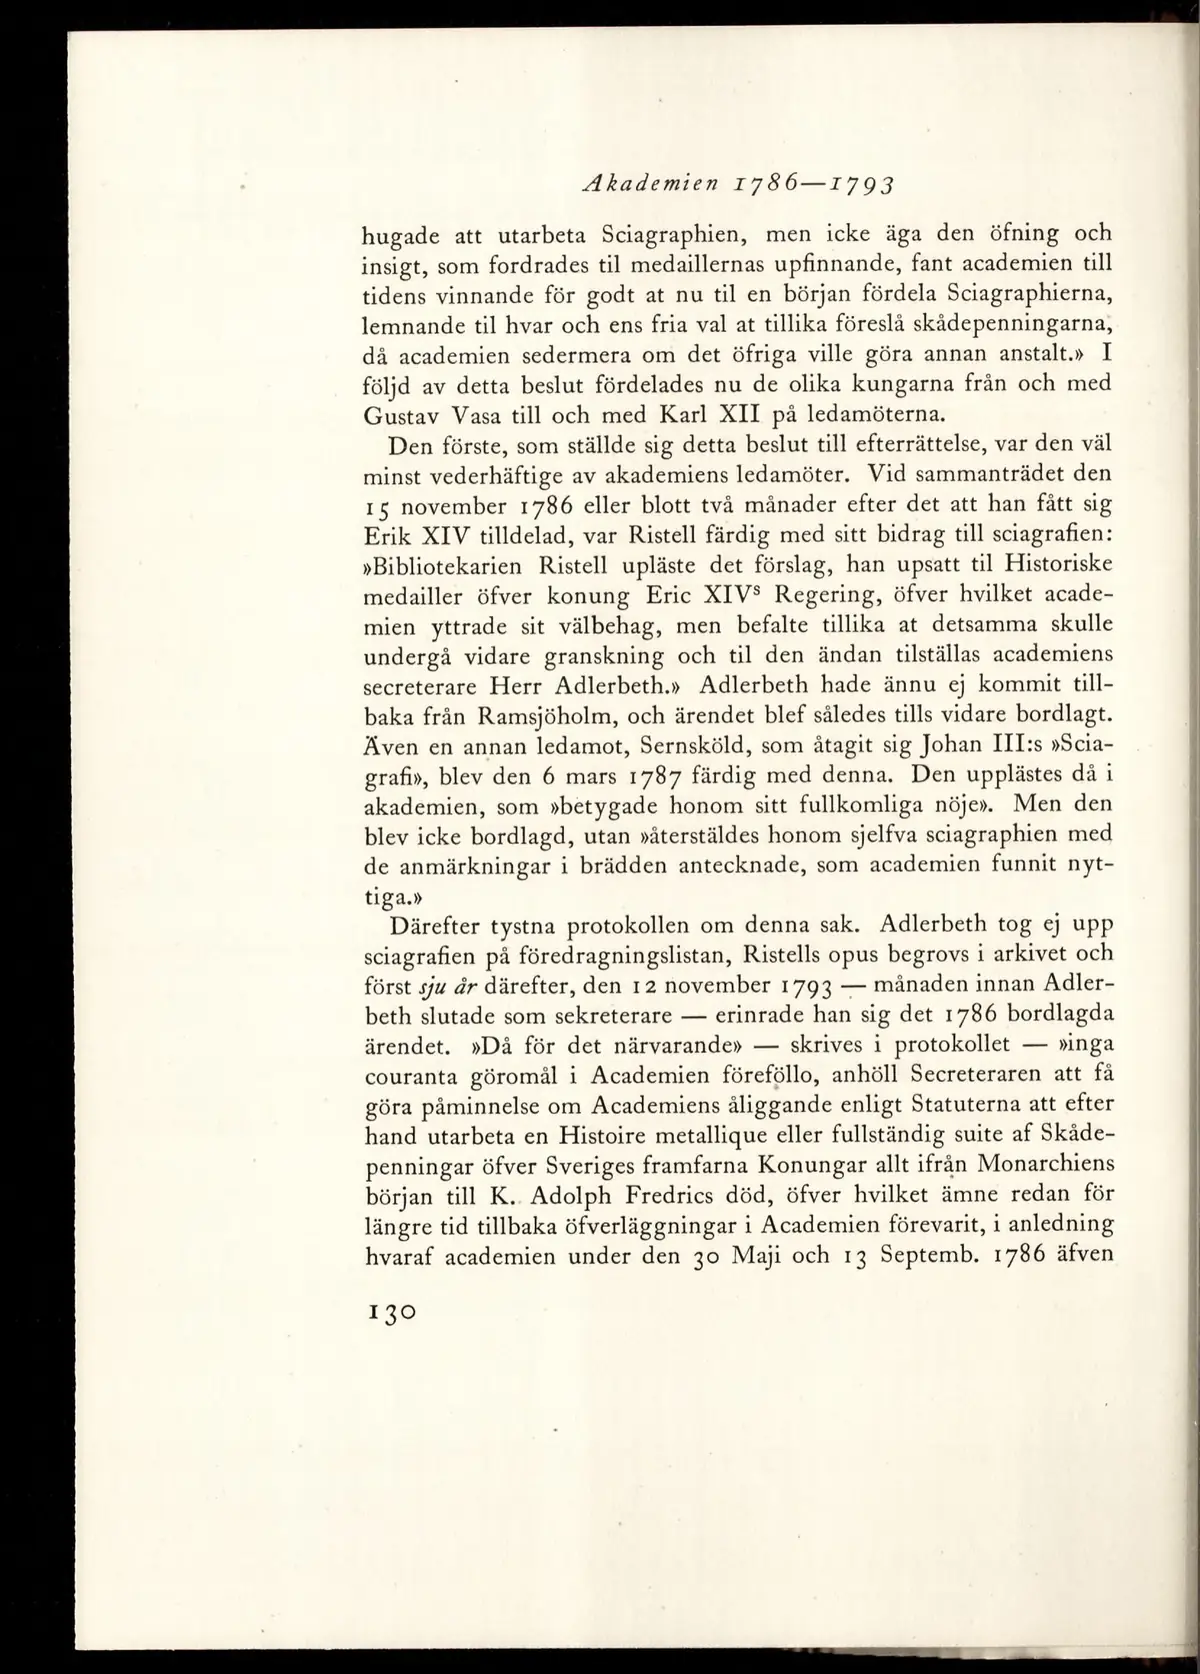 Akademien 1786—1793
hugade att utarbeta Sciagraphien, men icke äga den öfning och
insigt, som fordrades til medaillernas upfinnande, fant academien till
tidens vinnande för godt at nu til en början fördela Sciagraphierna,
lemnande til hvar och ens fria val at tillika föreslå skådepenningarna,
då academien sedermera om det öfriga ville göra annan anstalt.» I
följd av detta beslut fördelades nu de olika kungarna från och med
Gustav Vasa till och med Karl XII på ledamöterna.
Den förste, som ställde sig detta beslut till efterrättelse, var den väl
minst vederhäftige av akademiens ledamöter. Vid sammanträdet den
15 november 1786 eller blott två månader efter det att han fått sig
Erik XIV tilldelad, var Ristell färdig med sitt bidrag till sciagrafien:
»Bibliotekarien Ristell upläste det förslag, han upsatt til Historiske
medailler öfver konung Eric XIVˢ Regering, öfver hvilket acade-
mien yttrade sit välbehag, men befalte tillika at detsamma skulle
undergå vidare granskning och til den ändan tilställas academiens
secreterare Herr Adlerbeth.» Adlerbeth hade ännu ej kommit till-
baka från Ramsjöholm, och ärendet blef således tills vidare bordlagt.
Även en annan ledamot, Sernsköld, som åtagit sig Johan III:s »Scia-
grafi», blev den 6 mars 1787 färdig med denna. Den upplästes då i
akademien, som »betygade honom sitt fullkomliga nöje». Men den
blev icke bordlagd, utan »återstäldes honom sjelfva sciagraphien med
de anmärkningar i brädden antecknade, som academien funnit nyt-
tiga.»
Därefter tystna protokollen om denna sak. Adlerbeth tog ej upp
sciagrafien på föredragningslistan, Ristells opus begrovs i arkivet och
först sju år därefter, den 12 november 1793 — månaden innan Adler-
beth slutade som sekreterare — erinrade han sig det 1786 bordlagda
ärendet. »Då för det närvarande» — skrives i protokollet — »inga
couranta göromål i Academien föreföllo, anhöll Secreteraren att få
göra påminnelse om Academiens åliggande enligt Statuterna att efter
hand utarbeta en Histoire metallique eller fullständig suite af Skåde-
penningar öfver Sveriges framfarna Konungar allt ifrån Monarchiens
början till K. Adolph Fredrics död, öfver hvilket ämne redan för
längre tid tillbaka öfverläggningar i Academien förevarit, i anledning
hvaraf academien under den 30 Maji och 13 Septemb. 1786 äfven
130